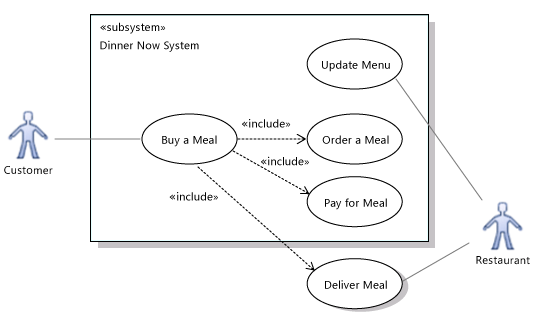 «subsystem»
Dinner Now System
Update Menu
«include»
Buy a Meal
Order a Meal
«include»
Customer
«include»
Pay for Meal
Restaurant
Deliver Meal